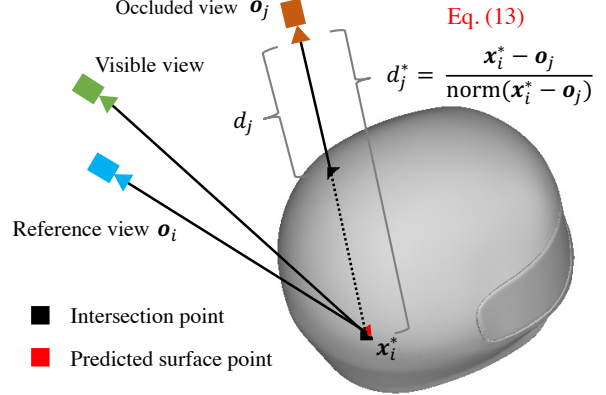 Occluded view o_j
Eq. (13)
Visible view
d_j^* = \frac{x_i^* - o_j}{norm(x_i^* - o_j)}
d_j
Reference view o_i
Intersection point
x_i^*
Predicted surface point